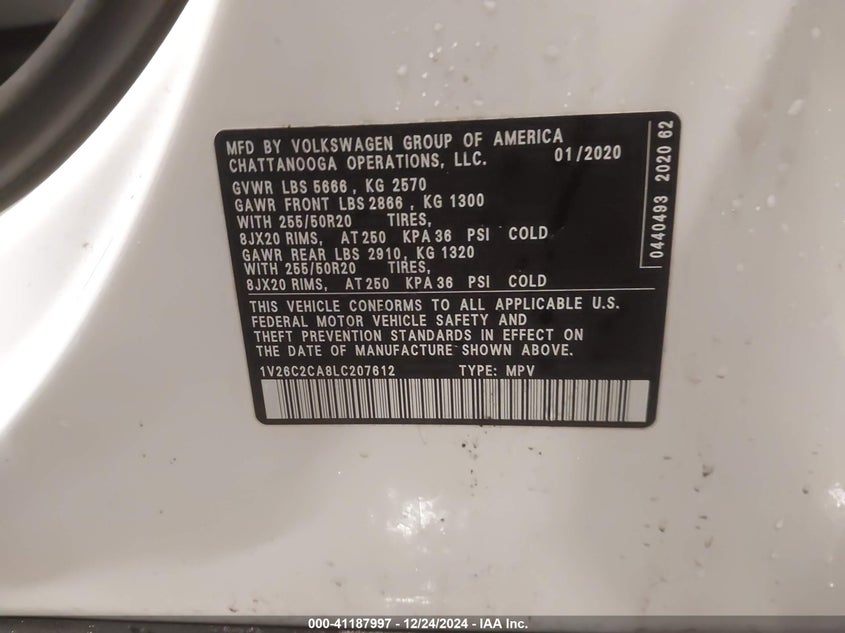 MFD BY VOLKSWAGEN GROUP OF AMERICA
CHATTANOOGA OPERATIONS, LLC. 01/2020
GVWR LBS 5666 , KG 2570
GAWR FRONT LBS 2866 , KG 1300
WITH 255/50R20 TIRES,
8JX20 RIMS, AT 250 KPA 36 PSI COLD
GAWR REAR LBS 2910, KG 1320
WITH 255/50R20 TIRES,
8JX20 RIMS, AT 250 KPA 36 PSI COLD
THIS VEHICLE CONFORMS TO ALL APPLICABLE U.S.
FEDERAL MOTOR VEHICLE SAFETY AND
THEFT PREVENTION STANDARDS IN EFFECT ON
THE DATE OF MANUFACTURE SHOWN ABOVE.
1V26C2CA8LC207612 TYPE: MPV
0440493 2020 62
000-41187997 - 12/24/2024 - IAA Inc.